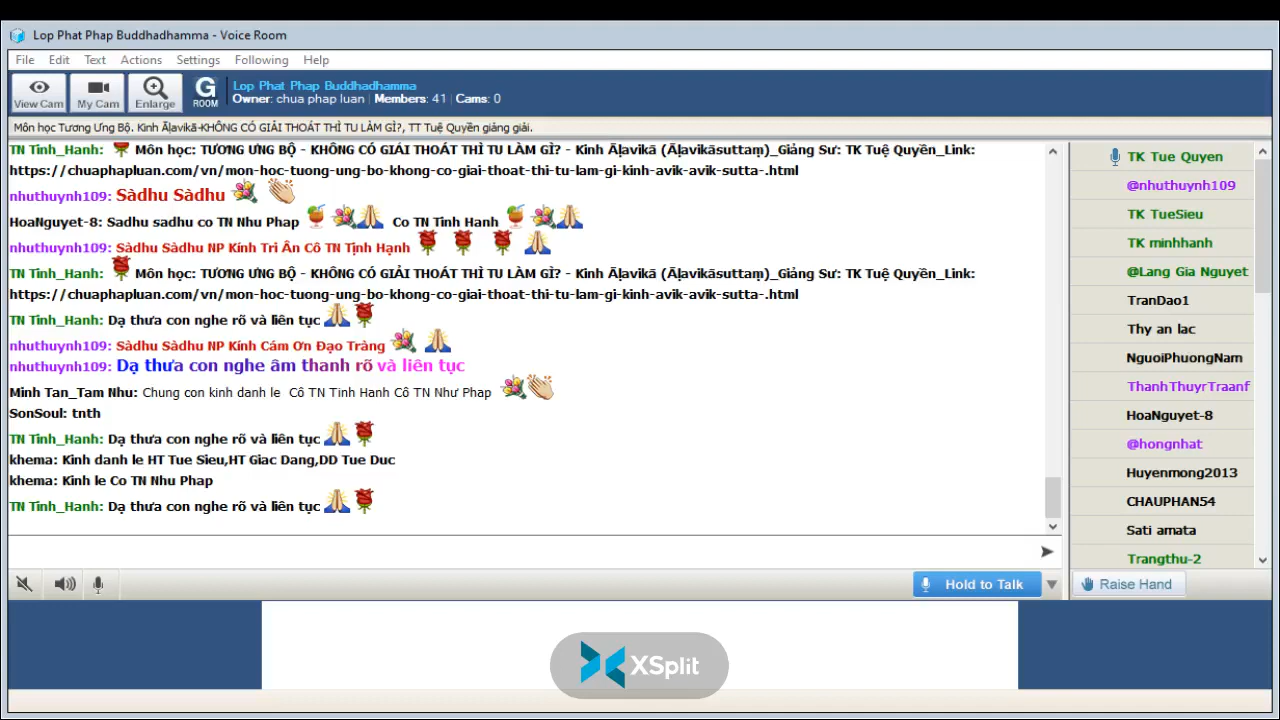 Lop Phat Phap Buddhadhamma - Voice Room
File Edit Text Actions Settings Following Help
View Cam My Cam Enlarge G ROOM
Lop Phat Phap Buddhadhamma
Owner: chua phap luan | Members: 41 | Cams: 0
Môn học Tương Ưng Bộ. Kinh Āḷavikā-KHÔNG CÓ GIẢI THOÁT THÌ TU LÀM GÌ?, TT Tuệ Quyền giảng giải.
TN Tinh_Hanh: Môn học: TƯƠNG ƯNG BỘ - KHÔNG CÓ GIẢI THOÁT THÌ TU LÀM GÌ? - Kinh Āḷavikā (Āḷavikāsuttaṃ)_Giảng Sư: TK Tuệ Quyền_Link:
https://chuaphapluan.com/vn/mon-hoc-tuong-ung-bo-khong-co-giai-thoat-thi-tu-lam-gi-kinh-avik-avik-sutta-.html
nhuthuynh109: Sàdhu Sàdhu
HoaNguyet-8: Sadhu sadhu co TN Nhu Phap Co TN Tinh Hanh
nhuthuynh109: Sàdhu Sàdhu NP Kính Tri Ân Cô TN Tịnh Hạnh
TN Tinh_Hanh: Môn học: TƯƠNG ƯNG BỘ - KHÔNG CÓ GIẢI THOÁT THÌ TU LÀM GÌ? - Kinh Āḷavikā (Āḷavikāsuttaṃ)_Giảng Sư: TK Tuệ Quyền_Link:
https://chuaphapluan.com/vn/mon-hoc-tuong-ung-bo-khong-co-giai-thoat-thi-tu-lam-gi-kinh-avik-avik-sutta-.html
TN Tinh_Hanh: Dạ thưa con nghe rõ và liên tục
nhuthuynh109: Sàdhu Sàdhu NP Kính Cám Ơn Đạo Tràng
nhuthuynh109: Dạ thưa con nghe âm thanh rõ và liên tục
Minh Tan_Tam Nhu: Chung con kinh danh le Cô TN Tinh Hanh Cô TN Như Phap
SonSoul: tnth
TN Tinh_Hanh: Dạ thưa con nghe rõ và liên tục
khema: Kinh danh le HT Tue Sieu,HT Giac Dang,DD Tue Duc
khema: Kinh le Co TN Nhu Phap
TN Tinh_Hanh: Dạ thưa con nghe rõ và liên tục
TK Tue Quyen
@nhuthuynh109
TK TueSieu
TK minhhanh
@Lang Gia Nguyet
TranDao1
Thy an lac
NguoiPhuongNam
ThanhThuyrTraanf
HoaNguyet-8
@hongnhat
Huyenmong2013
CHAUPHAN54
Sati amata
Trangthu-2
Hold to Talk
Raise Hand
XSplit